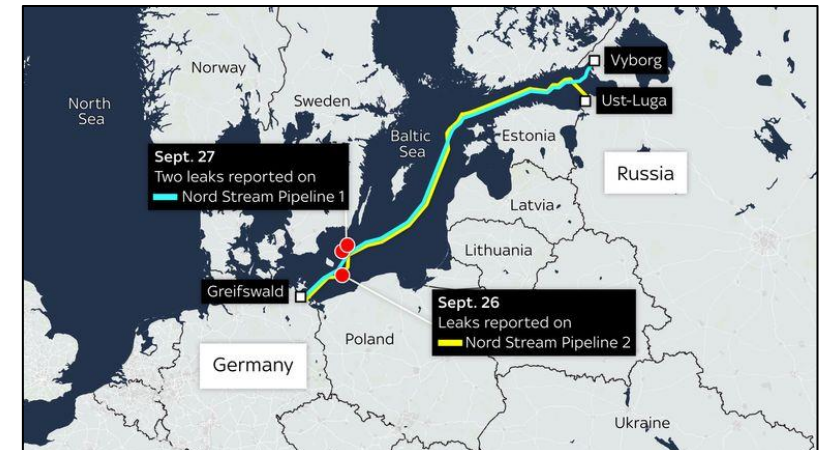 Vyborg
Norway
North
Sea
Sweden
Ust-Luga
Baltic
Sea
Estonia
Sept. 27
Two leaks reported on
Nord Stream Pipeline 1
Russia
Latvia
Lithuania
Greifswald
Sept. 26
Leaks reported on
Nord Stream Pipeline 2
Poland
Germany
Ukraine